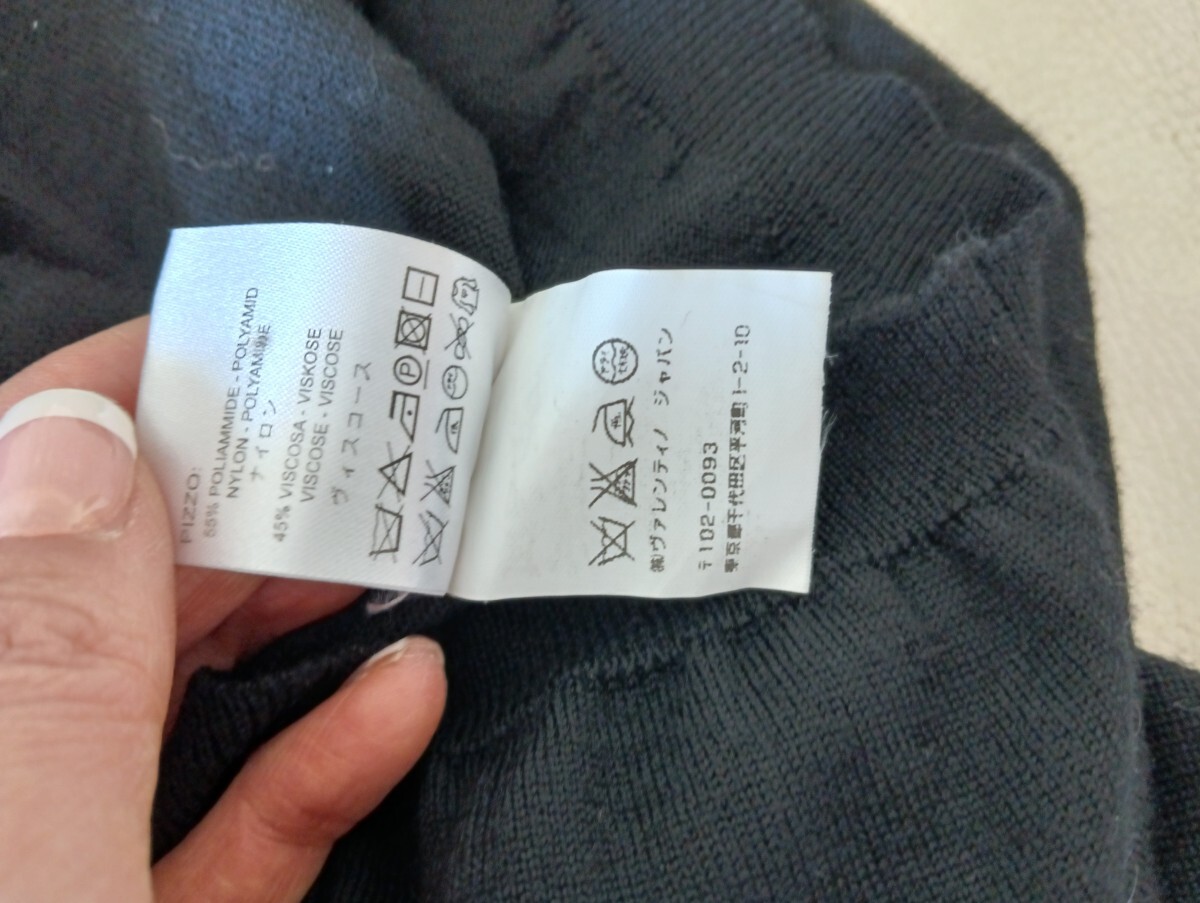 PIZZO:
55% POLIAMMIDE - POLYAMID
NYLON - POLYAMIDE
ナイロン
45% VISCOSA - VISKOSE
VISCOSE - VISCOSE
ヴィスコース
P
㈱ヴァレンティノ ジャパン
〒102-0093
東京都千代田区平河町1-2-10